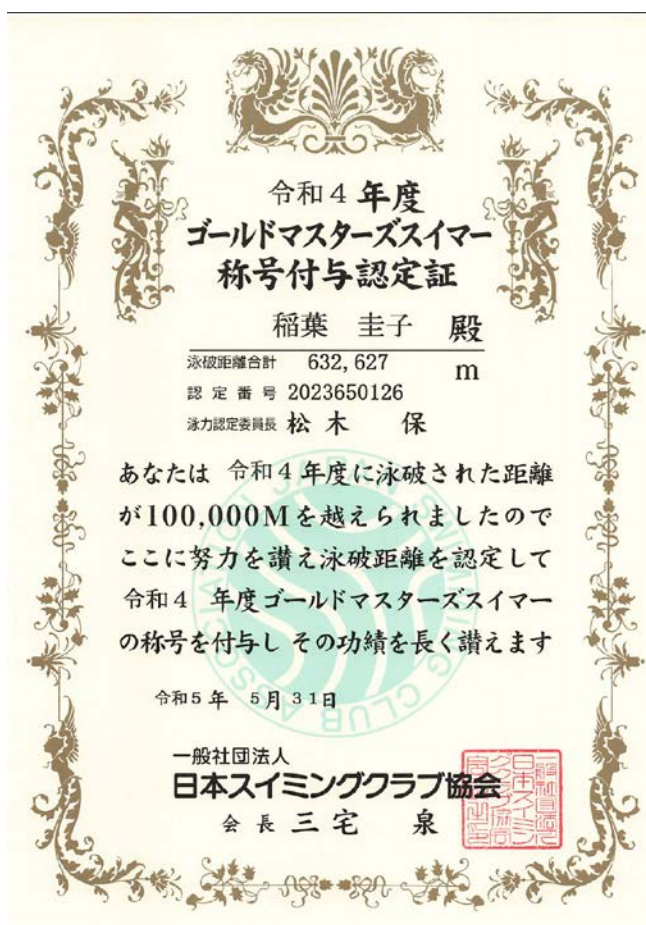 令和4年度
ゴールドマスターズスイマー
称号付与認定証
稲葉 圭子 殿
泳破距離合計 632,627 m
認定番号 2023650126
泳力認定委員長 松木 保
あなたは 令和4年度に泳破された距離
が100,000Mを越えられましたので
ここに努力を讃え泳破距離を認定して
令和4 年度ゴールドマスターズスイマー
の称号を付与し その功績を長く讃えます
令和5年 5月31日
一般社団法人
日本スイミングクラブ協会
会長 三宅 泉
JAPAN SWIMMING CLUB ASSOCIATION